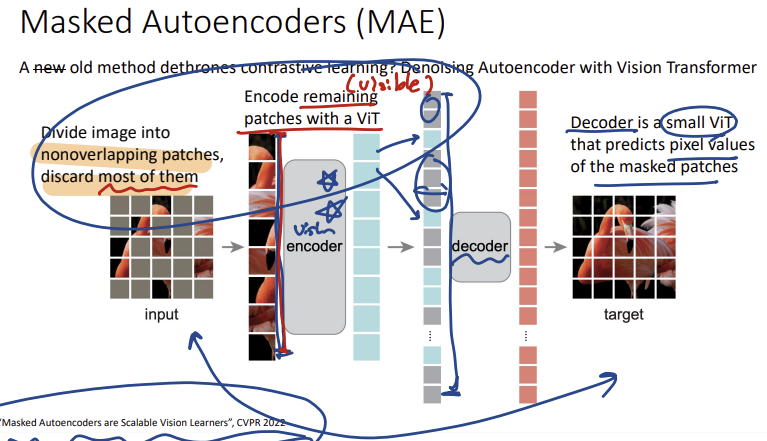 Masked Autoencoders (MAE)
A new old method dethrones contrastive learning? Denoising Autoencoder with Vision Transformer
(visible)
Encode remaining
patches with a ViT
Divide image into
nonoverlapping patches,
discard most of them
Decoder is a small ViT
that predicts pixel values
of the masked patches
encoder
decoder
input
target
"Masked Autoencoders are Scalable Vision Learners", CVPR 2022